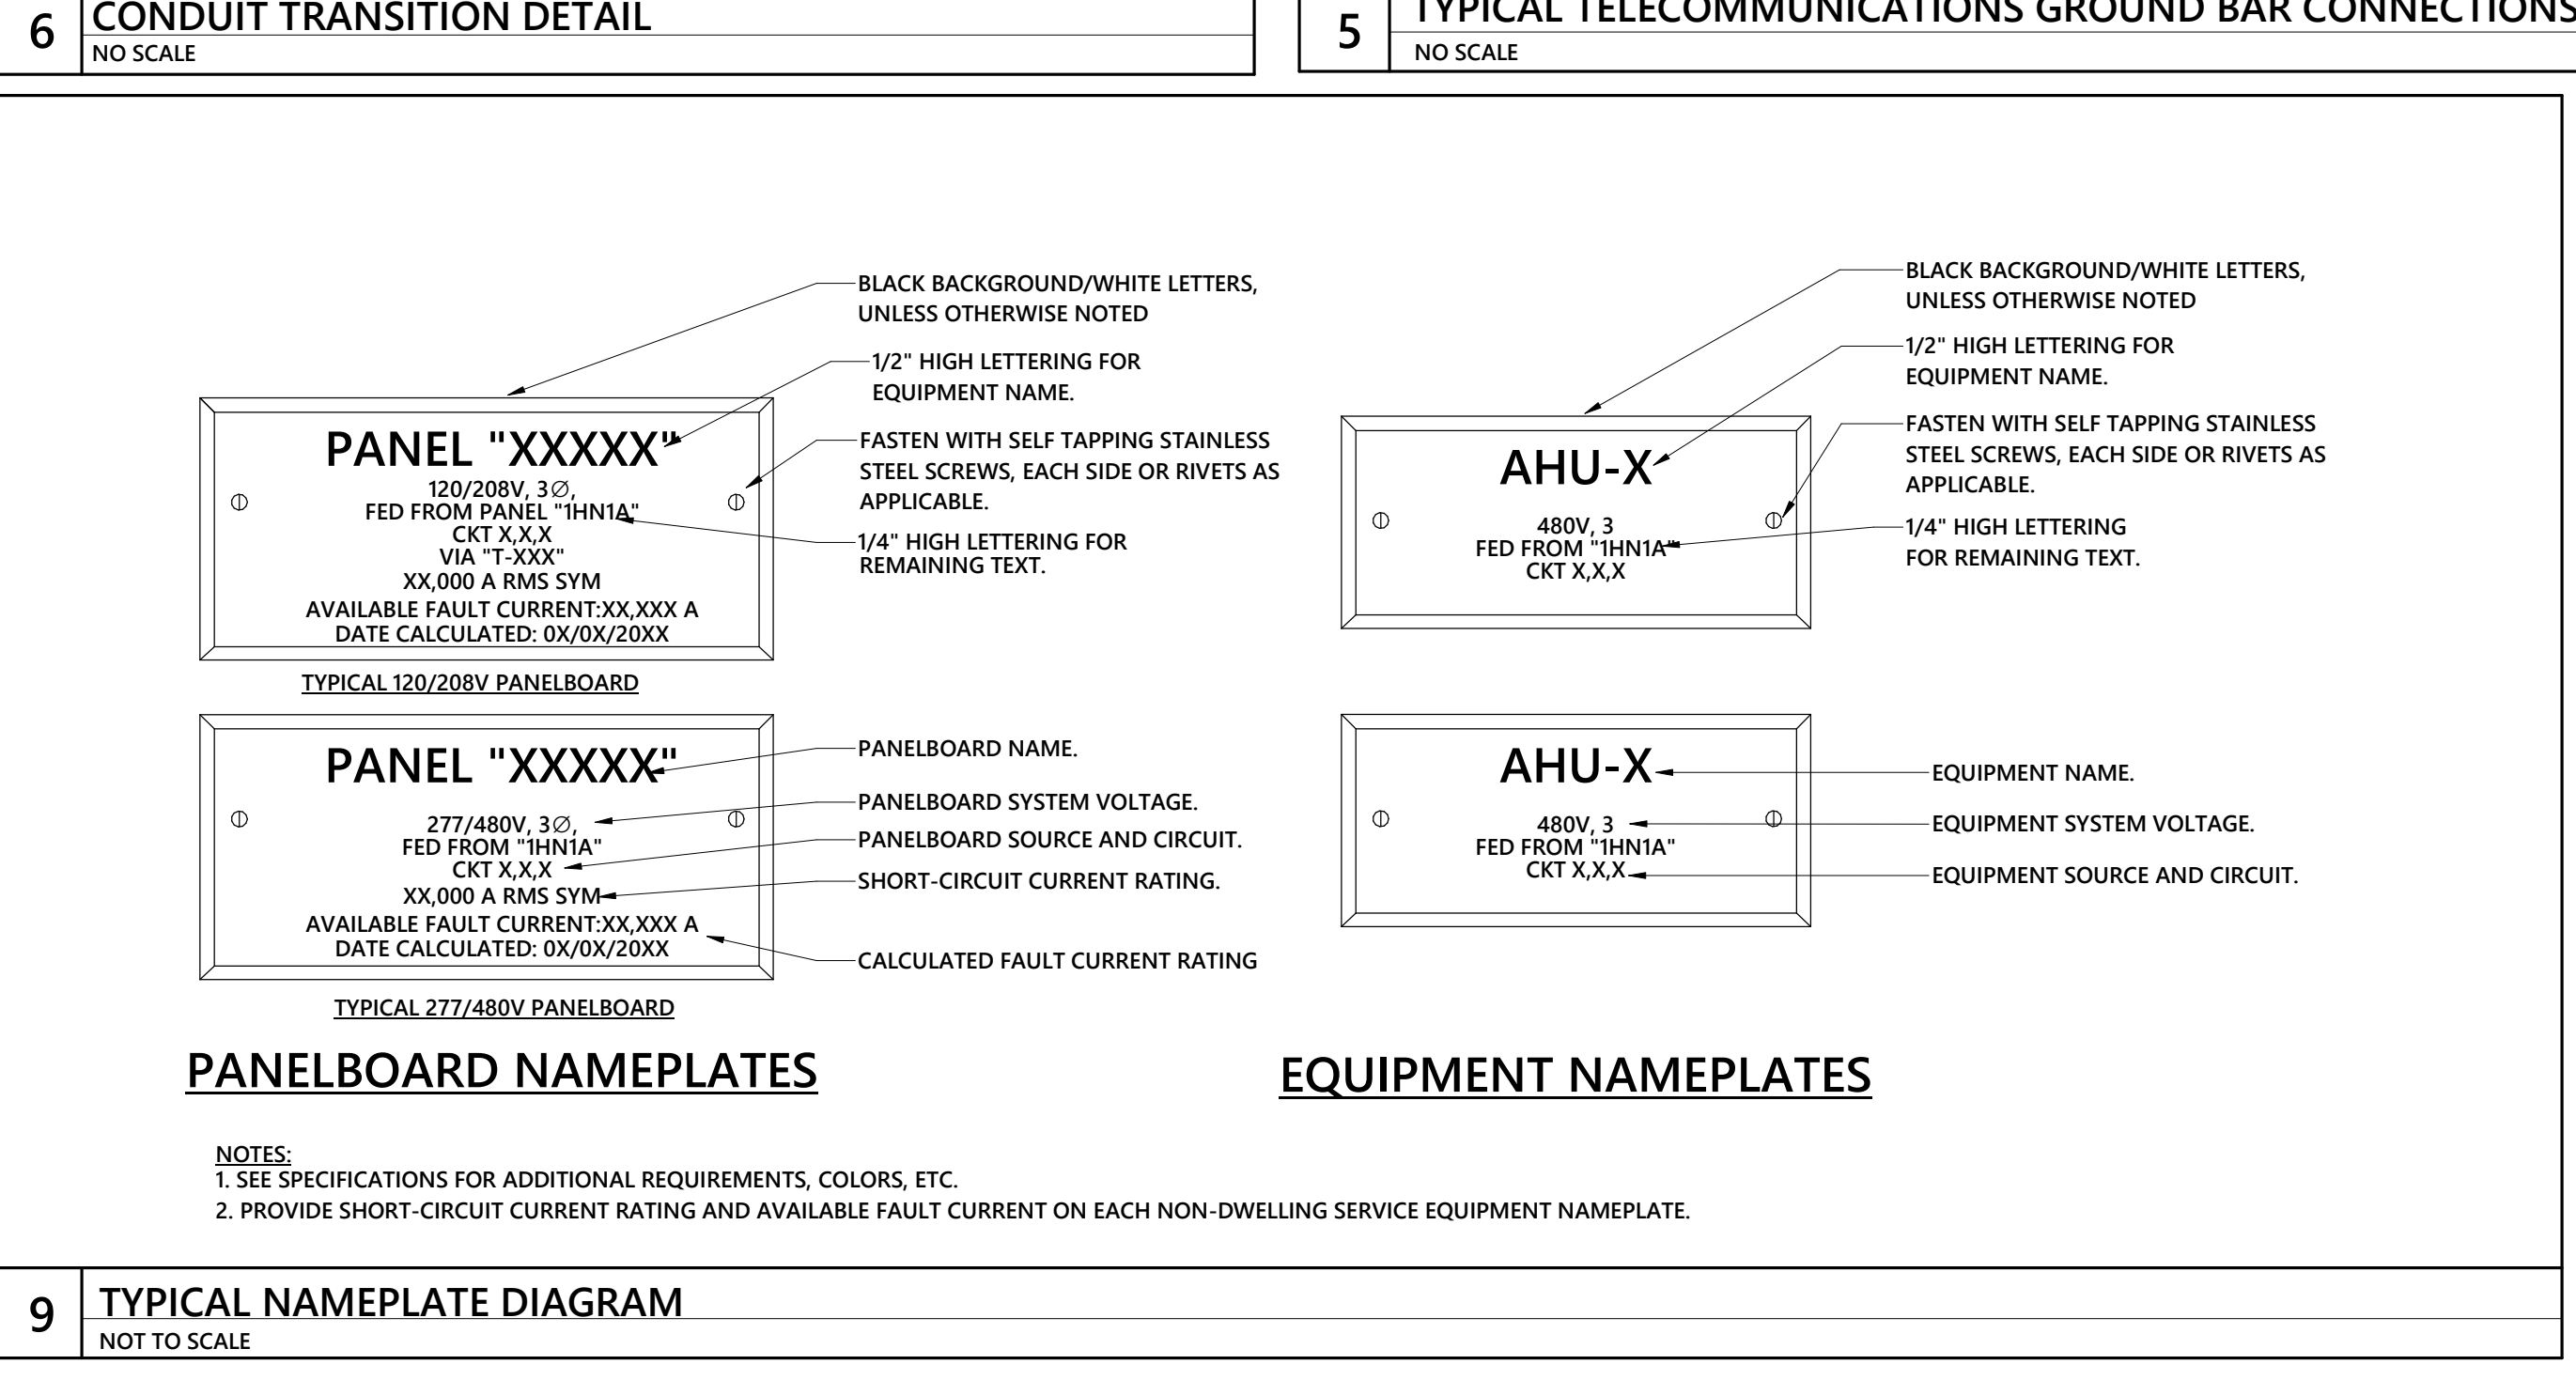 6
CONDUIT TRANSITION DETAIL
NO SCALE
5
TYPICAL TELECOMMUNICATIONS GROUND BAR CONNECTIONS
NO SCALE
PANEL "XXXXX"
120/208V, 3∅,
FED FROM PANEL "1HN1A"
CKT X,X,X
VIA "T-XXX"
XX,000 A RMS SYM
AVAILABLE FAULT CURRENT:XX,XXX A
DATE CALCULATED: 0X/0X/20XX
TYPICAL 120/208V PANELBOARD
BLACK BACKGROUND/WHITE LETTERS,
UNLESS OTHERWISE NOTED
1/2" HIGH LETTERING FOR
EQUIPMENT NAME.
FASTEN WITH SELF TAPPING STAINLESS
STEEL SCREWS, EACH SIDE OR RIVETS AS
APPLICABLE.
1/4" HIGH LETTERING FOR
REMAINING TEXT.
PANEL "XXXXX"
277/480V, 3∅,
FED FROM "1HN1A"
CKT X,X,X
XX,000 A RMS SYM
AVAILABLE FAULT CURRENT:XX,XXX A
DATE CALCULATED: 0X/0X/20XX
TYPICAL 277/480V PANELBOARD
PANELBOARD NAME.
PANELBOARD SYSTEM VOLTAGE.
PANELBOARD SOURCE AND CIRCUIT.
SHORT-CIRCUIT CURRENT RATING.
CALCULATED FAULT CURRENT RATING
PANELBOARD NAMEPLATES
AHU-X
480V, 3
FED FROM "1HN1A"
CKT X,X,X
BLACK BACKGROUND/WHITE LETTERS,
UNLESS OTHERWISE NOTED
1/2" HIGH LETTERING FOR
EQUIPMENT NAME.
FASTEN WITH SELF TAPPING STAINLESS
STEEL SCREWS, EACH SIDE OR RIVETS AS
APPLICABLE.
1/4" HIGH LETTERING
FOR REMAINING TEXT.
AHU-X
480V, 3
FED FROM "1HN1A"
CKT X,X,X
EQUIPMENT NAME.
EQUIPMENT SYSTEM VOLTAGE.
EQUIPMENT SOURCE AND CIRCUIT.
EQUIPMENT NAMEPLATES
NOTES:
1. SEE SPECIFICATIONS FOR ADDITIONAL REQUIREMENTS, COLORS, ETC.
2. PROVIDE SHORT-CIRCUIT CURRENT RATING AND AVAILABLE FAULT CURRENT ON EACH NON-DWELLING SERVICE EQUIPMENT NAMEPLATE.
9
TYPICAL NAMEPLATE DIAGRAM
NOT TO SCALE